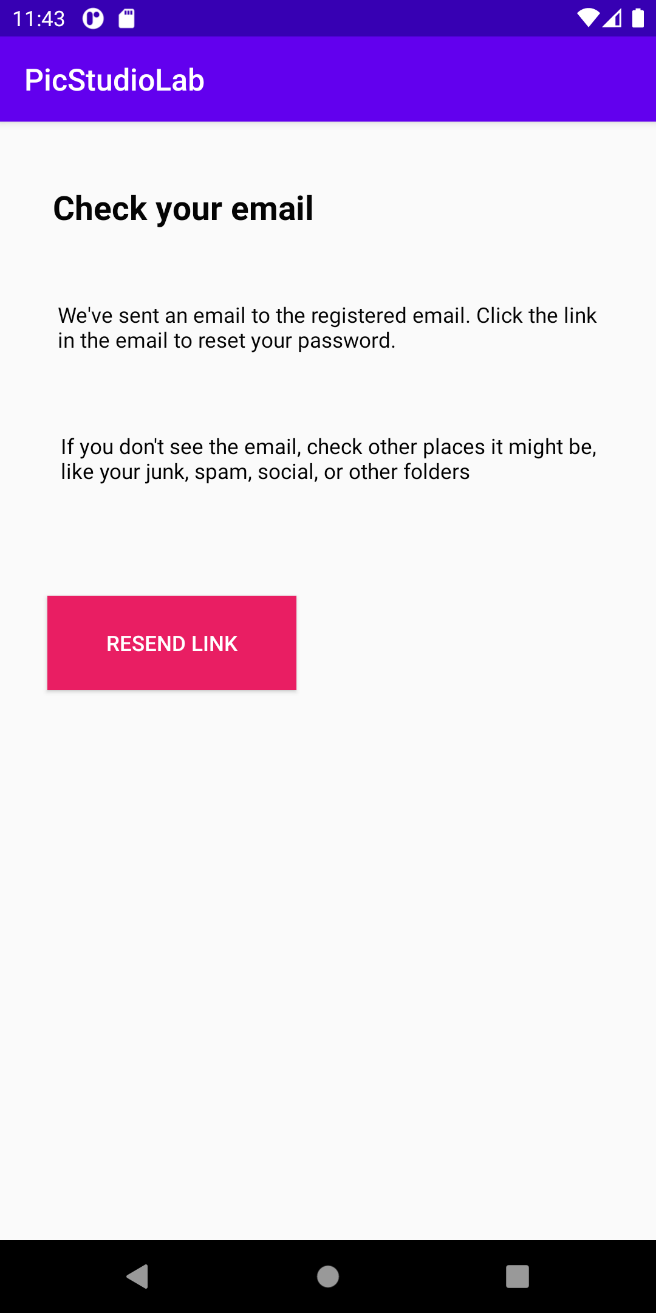 11:43
PicStudioLab
Check your email
We've sent an email to the registered email. Click the link
in the email to reset your password.
If you don't see the email, check other places it might be,
like your junk, spam, social, or other folders
RESEND LINK